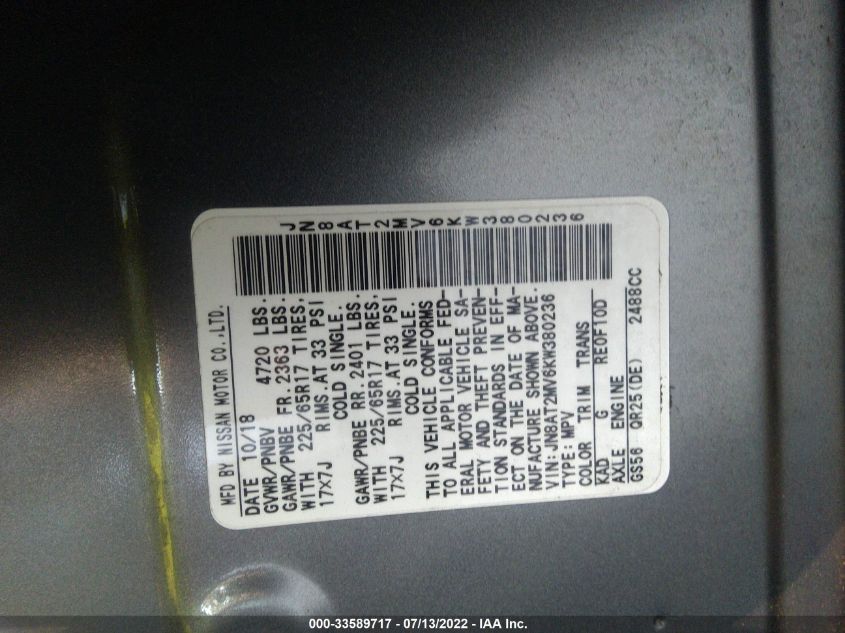 MFD BY NISSAN MOTOR CO.,LTD.
DATE 10/18
GVWR/PNBV 4720 LBS.
GAWR/PNBE FR. 2363 LBS.
WITH 225/65R17 TIRES,
17X7J RIMS.AT 33 PSI
COLD SINGLE.
GAWR/PNBE RR. 2401 LBS.
WITH 225/65R17 TIRES,
17X7J RIMS.AT 33 PSI
COLD SINGLE.
THIS VEHICLE CONFORMS
TO ALL APPLICABLE FED-
ERAL MOTOR VEHICLE SA-
FETY AND THEFT PREVEN-
TION STANDARDS IN EFF-
ECT ON THE DATE OF MA-
NUFACTURE SHOWN ABOVE.
VIN:JN8AT2MV6KW380236
TYPE:MPV
COLOR TRIM TRANS
KAD G RE0F10D
AXLE ENGINE
GS56 QR25(DE) 2488CC
JN8AT2MV6KW380236
000-33589717 - 07/13/2022 - IAA Inc.